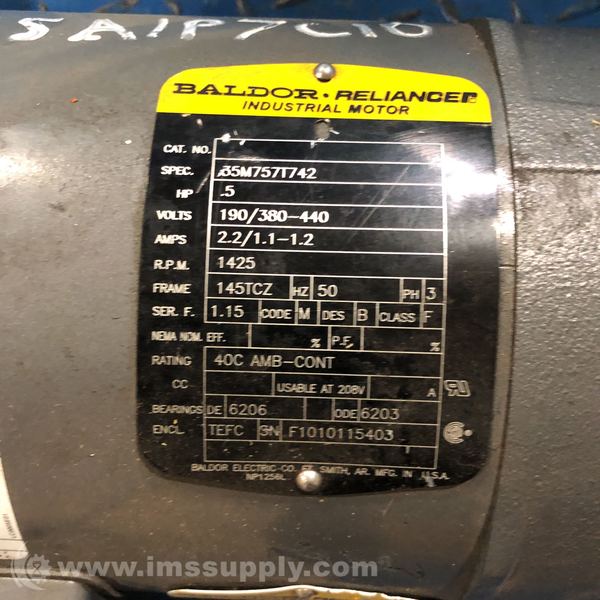 5A1P7C10
BALDOR • RELIANCER
INDUSTRIAL MOTOR
CAT. NO.
SPEC. 35M757T742
HP .5
VOLTS 190/380-440
AMPS 2.2/1.1-1.2
R.P.M. 1425
FRAME 145TCZ HZ 50 PH 3
SER. F. 1.15 CODE M DES B CLASS F
NEMA NOM. EFF. % P.F. %
RATING 40C AMB-CONT
CC USABLE AT 208V A
BEARINGS DE 6206 ODE 6203
ENCL TEFC SN F1010115403
BALDOR ELECTRIC CO. FT. SMITH, AR. MFG. IN U.S.A.
NP1256L
www.imssupply.com